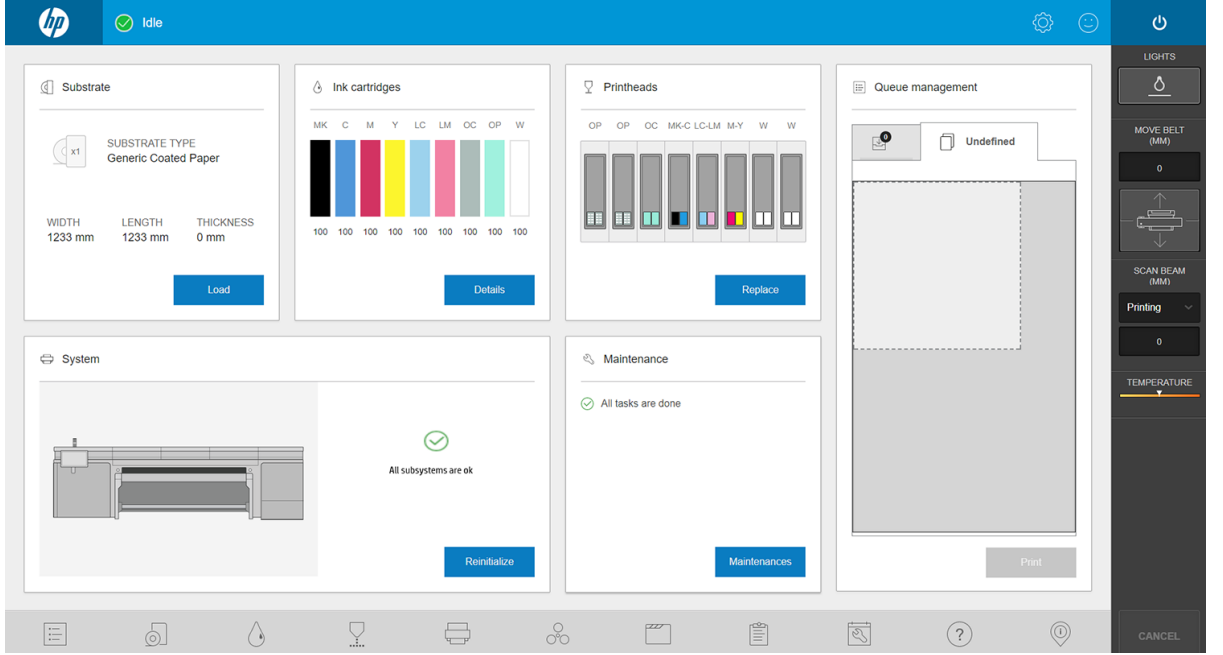 hp
Idle
LIGHTS
MOVE BELT
(MM)
0
SCAN BEAM
(MM)
Printing
0
TEMPERATURE
CANCEL
Substrate
x1
SUBSTRATE TYPE
Generic Coated Paper
WIDTH LENGTH THICKNESS
1233 mm 1233 mm 0 mm
Load
Ink cartridges
MK C M Y LC LM OC OP W
100 100 100 100 100 100 100 100 100
Details
Printheads
OP OP OC MK-C LC-LM M-Y W W
Replace
Queue management
0
Undefined
Print
System
All subsystems are ok
Reinitialize
Maintenance
All tasks are done
Maintenances
?